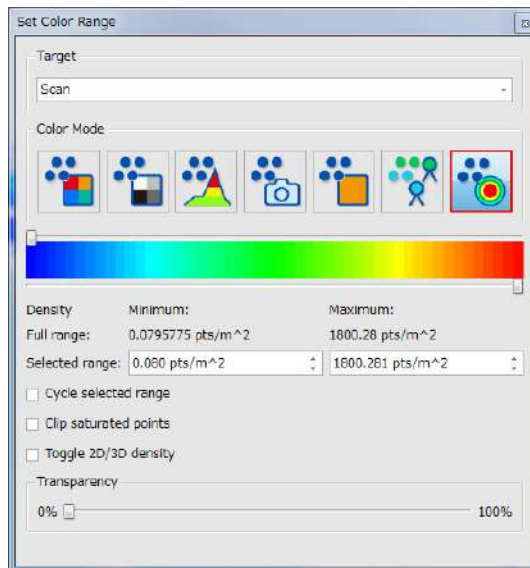 Set Color Range
Target
Scan
Color Mode
Density Minimum: Maximum:
Full range: 0.0795775 pts/m^2 1800.28 pts/m^2
Selected range: 0.080 pts/m^2 1800.281 pts/m^2
Cycle selected range
Clip saturated points
Toggle 2D/3D density
Transparency
0% 100%